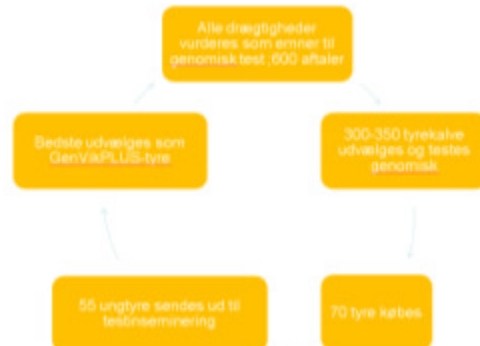 Alle drægtigheder
vurderes som emner til
genomisk test ,600 aftaler
300-350 tyrekalve
udvælges og testes
genomisk
70 tyre købes
55 ungtyre sendes ud til
testinseminering
Bedste udvælges som
GenVikPLUS-tyre